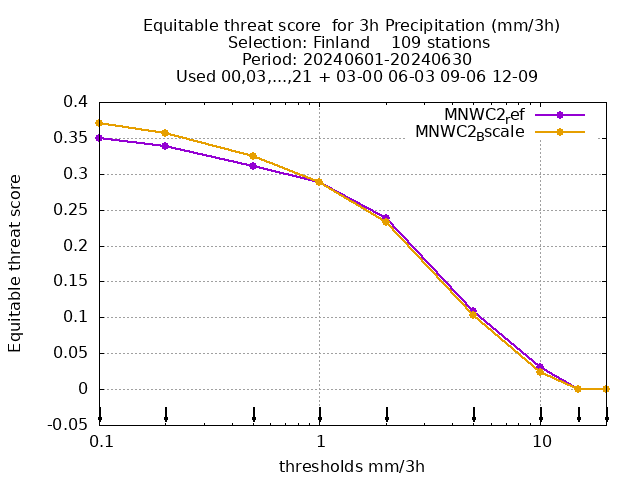 Equitable threat score  for 3h Precipitation (mm/3h)
Selection: Finland    109 stations
Period: 20240601-20240630
Used 00,03,...,21 + 03-00 06-03 09-06 12-09
MNWC2ref
MNWC2Bscale
Equitable threat score
0.4
0.35
0.3
0.25
0.2
0.15
0.1
0.05
0
-0.05
0.1 1 10
thresholds mm/3h